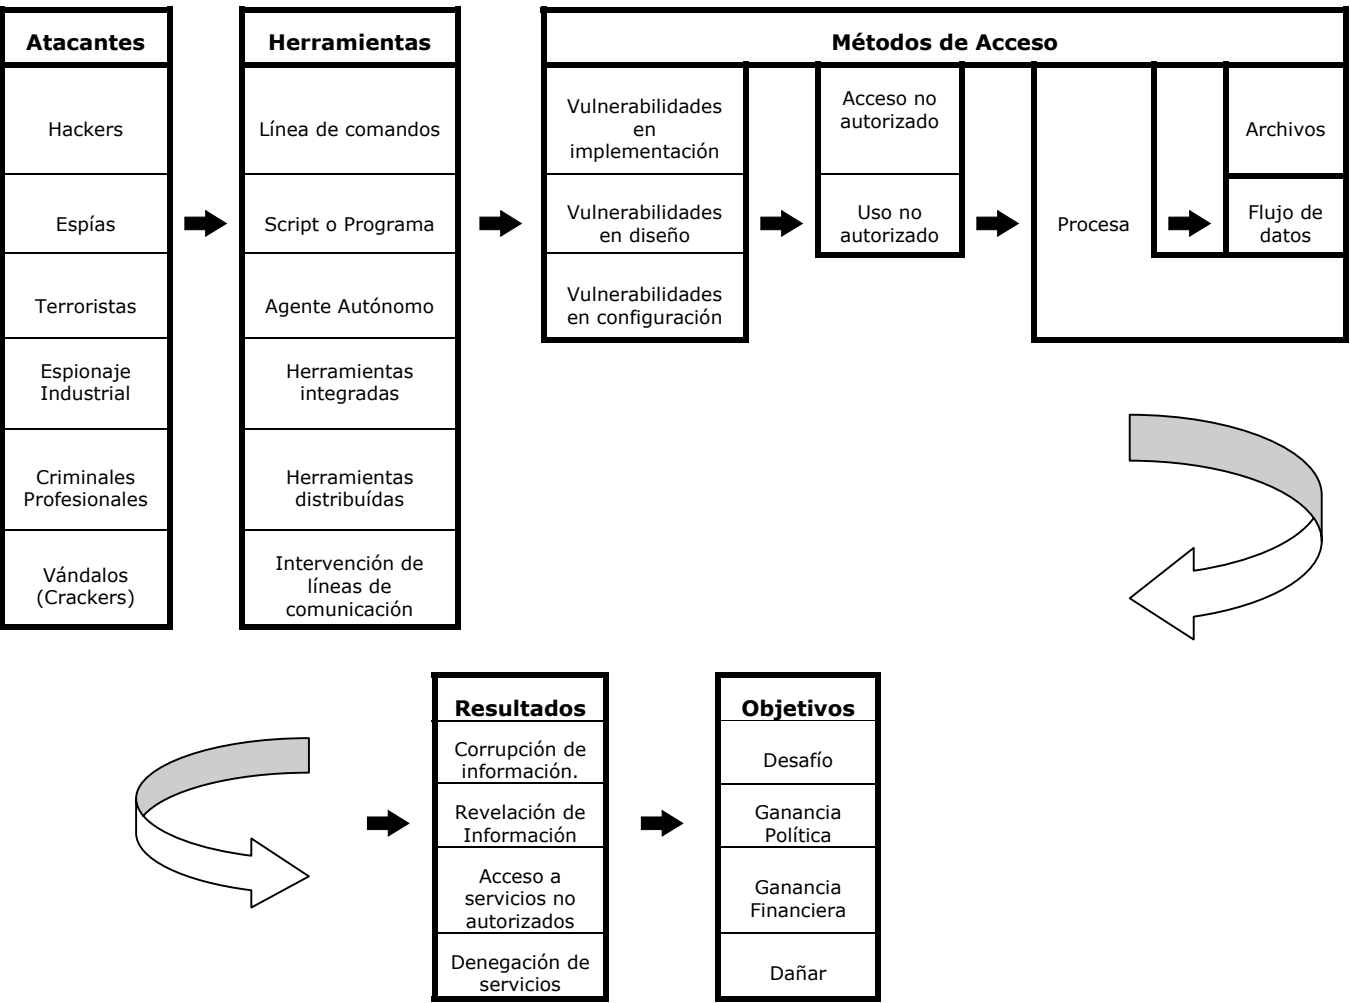 Atacantes
Hackers
Espías
Terroristas
Espionaje
Industrial
Criminales
Profesionales
Vándalos
(Crackers)
Herramientas
Línea de comandos
Script o Programa
Agente Autónomo
Herramientas
integradas
Herramientas
distribuídas
Intervención de
líneas de
comunicación
Métodos de Acceso
Vulnerabilidades
en
implementación
Vulnerabilidades
en diseño
Vulnerabilidades
en configuración
Acceso no
autorizado
Uso no
autorizado
Procesa
Archivos
Flujo de
datos
Resultados
Corrupción de
información.
Revelación de
Información
Acceso a
servicios no
autorizados
Denegación de
servicios
Objetivos
Desafío
Ganancia
Política
Ganancia
Financiera
Dañar